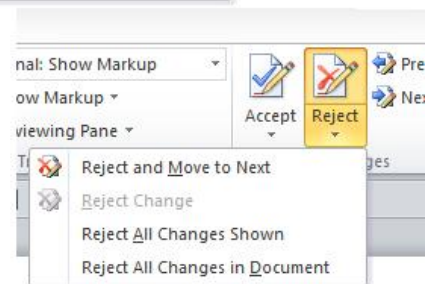 nal: Show Markup
ow Markup
viewing Pane
Accept
Reject
Pre
Nex
ges
Reject and Move to Next
Reject Change
Reject All Changes Shown
Reject All Changes in Document